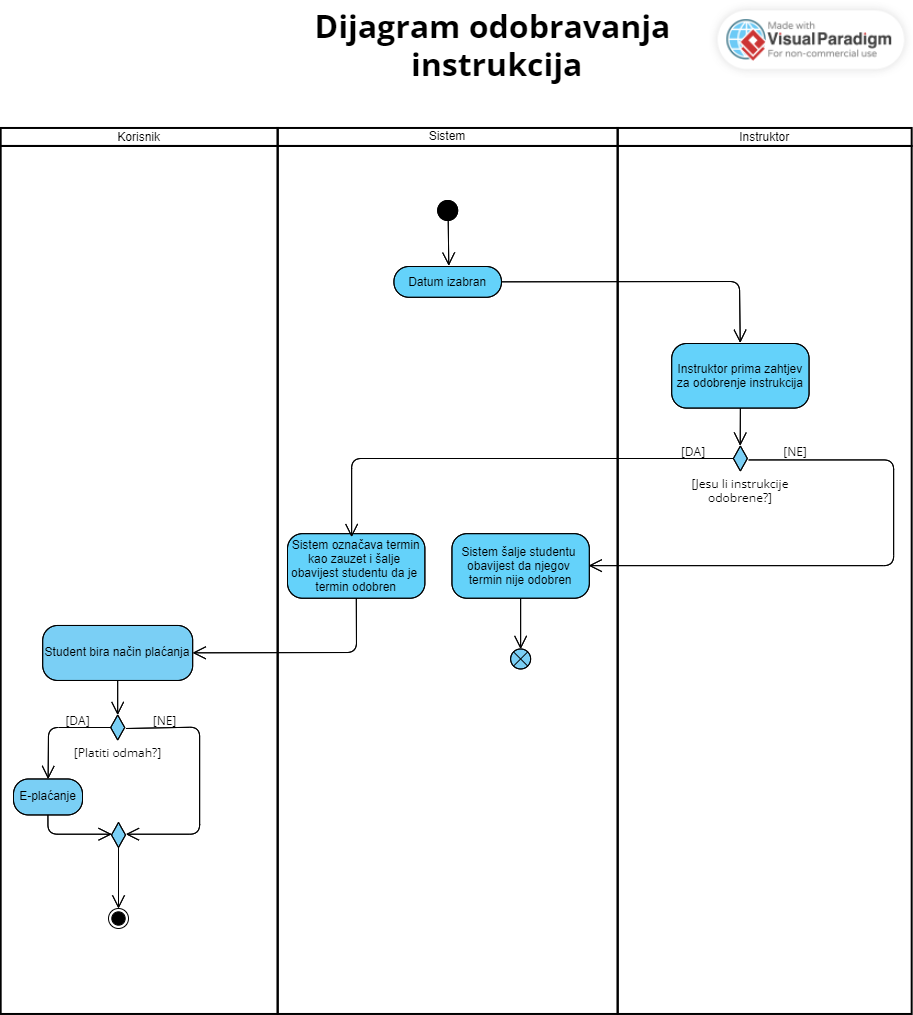 Dijagram odobravanja
instrukcija
Made with
VisualParadigm
For non-commercial use
Korisnik
Sistem
Instruktor
Datum izabran
Instruktor prima zahtjev
za odobrenje instrukcija
[DA]
[NE]
[Jesu li instrukcije
odobrene?]
Sistem označava termin
kao zauzet i šalje
obavijest studentu da je
termin odobren
Sistem šalje studentu
obavijest da njegov
termin nije odobren
Student bira način plaćanja
[DA]
[NE]
[Platiti odmah?]
E-plaćanje